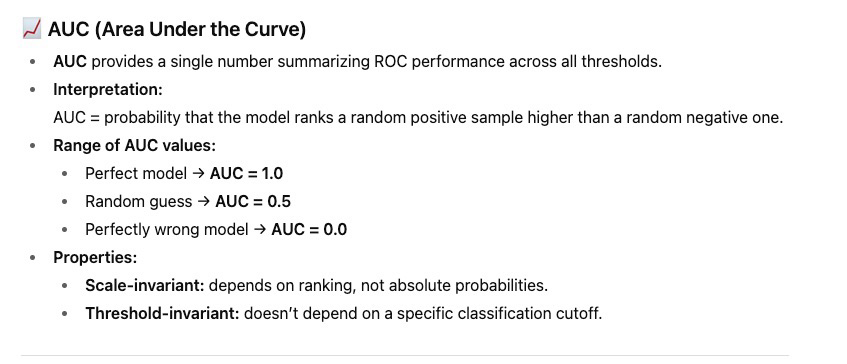 📈 AUC (Area Under the Curve)
• AUC provides a single number summarizing ROC performance across all thresholds.
• Interpretation:
AUC = probability that the model ranks a random positive sample higher than a random negative one.
• Range of AUC values:
• Perfect model → AUC = 1.0
• Random guess → AUC = 0.5
• Perfectly wrong model → AUC = 0.0
• Properties:
• Scale-invariant: depends on ranking, not absolute probabilities.
• Threshold-invariant: doesn’t depend on a specific classification cutoff.